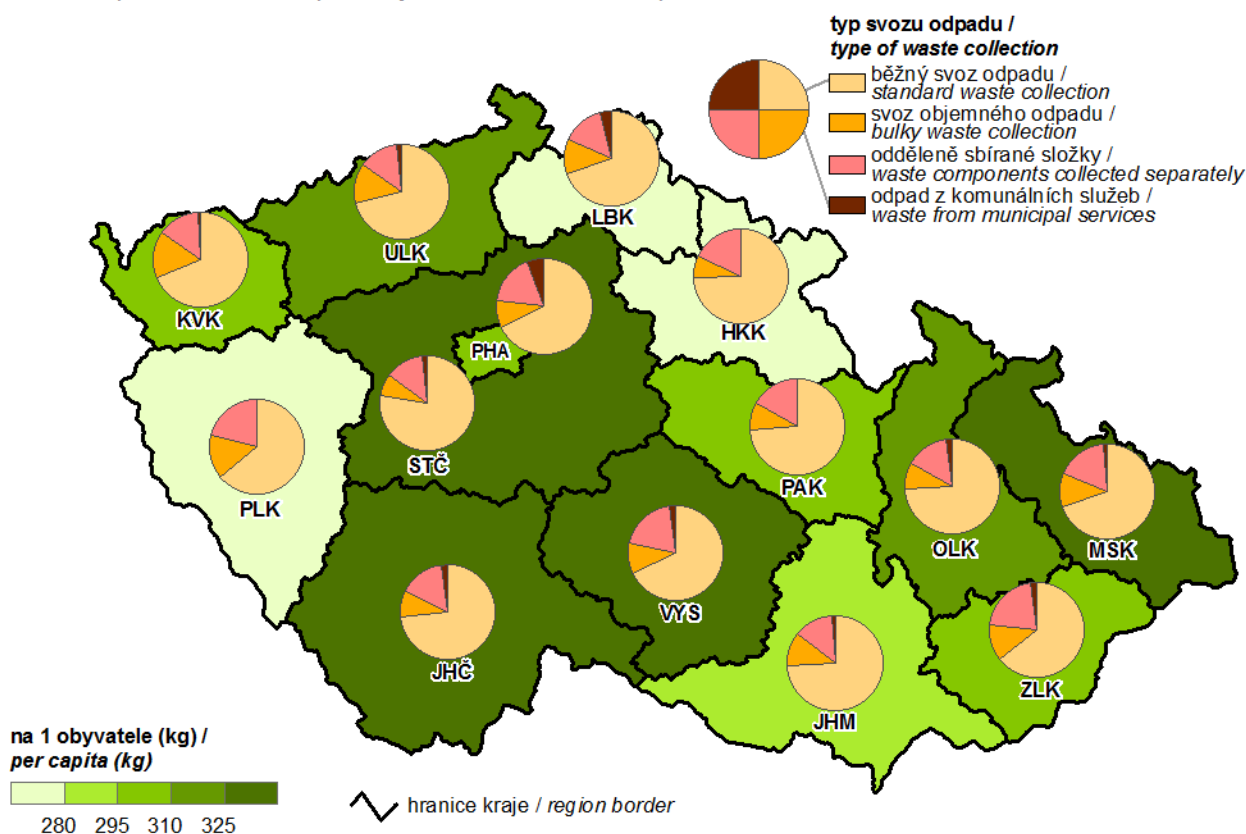 typ svozu odpadu /
type of waste collection
běžný svoz odpadu /
standard waste collection
svoz objemného odpadu /
bulky waste collection
odděleně sbírané složky /
waste components collected separately
odpad z komunálních služeb /
waste from municipal services
LBK
ULK
KVK
HKK
PHA
STČ
PLK
PAK
OLK
MSK
VYS
JHČ
ZLK
JHM
na 1 obyvatele (kg) /
per capita (kg)
280 295 310 325
hranice kraje / region border